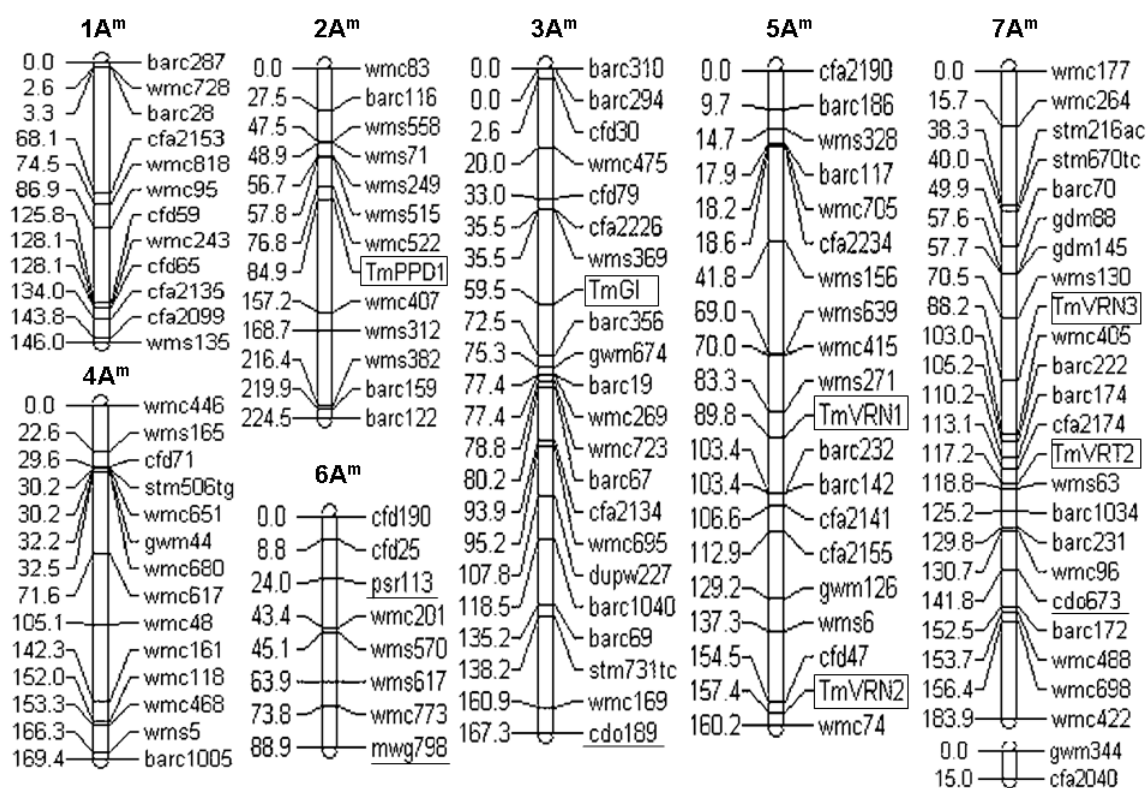 1Aᵐ
0.0 barc287
2.6 wmc728
3.3 barc28
68.1 cfa2153
74.5 wmc818
86.9 wmc95
125.8 cfd59
128.1 wmc243
128.1 cfd65
134.0 cfa2135
143.8 cfa2099
146.0 wms135
2Aᵐ
0.0 wmc83
27.5 barc116
47.5 wms558
48.9 wms71
56.7 wms249
57.8 wms515
76.8 wmc522
84.9 TmPPD1
157.2 wmc407
168.7 wms312
216.4 wms382
219.9 barc159
224.5 barc122
3Aᵐ
0.0 barc310
0.0 barc294
2.6 cfd30
20.0 wmc475
33.0 cfd79
35.5 cfa2226
35.5 wms369
59.5 TmGI
72.5 barc356
75.3 gwm674
77.4 barc19
77.4 wmc269
78.8 wmc723
80.2 barc67
93.9 cfa2134
95.2 wmc695
107.8 dupw227
118.5 barc1040
135.2 barc69
138.2 stm731tc
160.9 wmc169
167.3 cdo189
4Aᵐ
0.0 wmc446
22.6 wms165
29.6 cfd71
30.2 stm506tg
30.2 wmc651
32.2 gwm44
32.5 wmc680
71.6 wmc617
105.1 wmc48
142.3 wmc161
152.0 wmc118
153.3 wmc468
166.3 wms5
169.4 barc1005
5Aᵐ
0.0 cfa2190
9.7 barc186
14.7 wms328
17.9 barc117
18.2 wmc705
18.6 cfa2234
41.8 wms156
69.0 wms639
70.0 wmc415
83.3 wms271
89.8 TmVRN1
103.4 barc232
103.4 barc142
106.6 cfa2141
112.9 cfa2155
129.2 gwm126
137.3 wms6
154.5 cfd47
157.4 TmVRN2
160.2 wmc74
6Aᵐ
0.0 cfd190
8.8 cfd25
24.0 psr113
43.4 wmc201
45.1 wms570
63.9 wms617
73.8 wmc773
88.9 mwg798
7Aᵐ
0.0 wmc177
15.7 wmc264
38.3 stm216ac
40.0 stm670tc
49.9 barc70
57.6 gdm88
57.7 gdm145
70.5 wms130
88.2 TmVRN3
103.0 wmc405
105.2 barc222
110.2 barc174
113.1 cfa2174
117.2 TmVRT2
118.8 wms63
125.2 barc1034
129.8 barc231
130.7 wmc96
141.8 cdo673
152.5 barc172
153.7 wmc488
156.4 wmc698
183.9 wmc422
0.0 gwm344
15.0 cfa2040